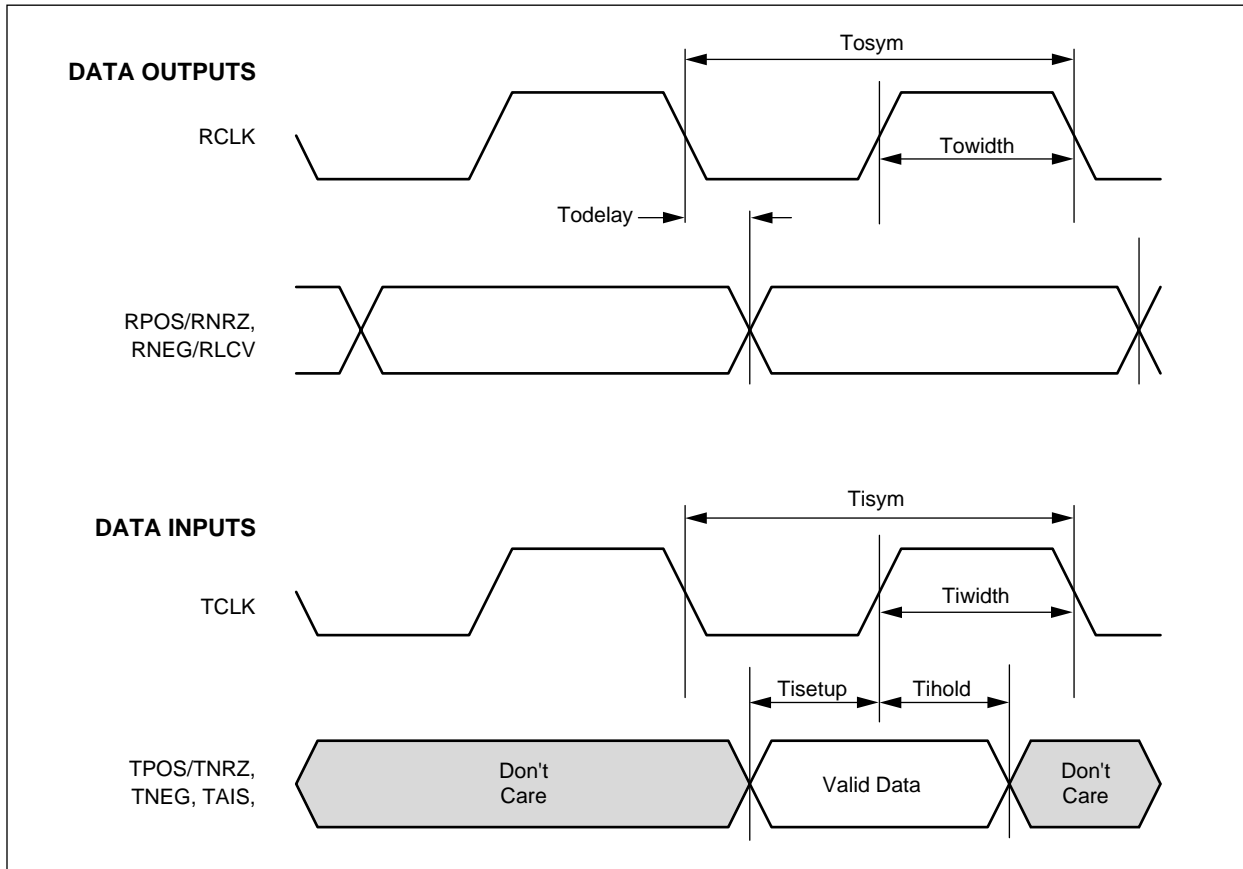 Tosym
DATA OUTPUTS
RCLK
Towidth
Todelay
RPOS/RNRZ,
RNEG/RLCV
Tisym
DATA INPUTS
TCLK
Tiwidth
Tisetup
Tihold
TPOS/TNRZ,
TNEG, TAIS,
Don't
Care
Valid Data
Don't
Care